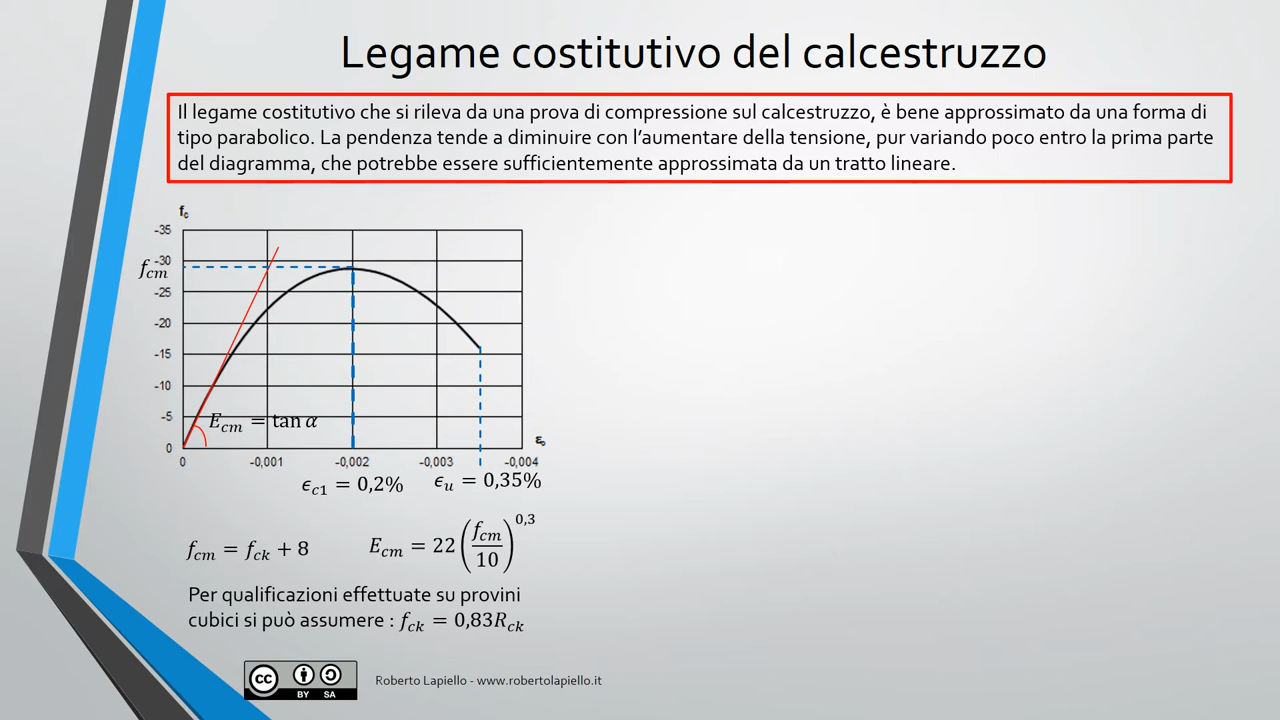 Legame costitutivo del calcestruzzo
Il legame costitutivo che si rileva da una prova di compressione sul calcestruzzo, è bene approssimato da una forma di
tipo parabolico. La pendenza tende a diminuire con l’aumentare della tensione, pur variando poco entro la prima parte
del diagramma, che potrebbe essere sufficientemente approssimata da un tratto lineare.
fc
-35
fcm
-30
-25
-20
-15
-10
-5
Ecm = tan α
0
εc
0 -0,001 -0,002 -0,003 -0,004
ϵc1 = 0,2% ϵu = 0,35%
fcm = fck + 8 Ecm = 22 (fcm/10)^0,3
Per qualificazioni effettuate su provini
cubici si può assumere : fck = 0,83Rck
cc BY SA
Roberto Lapiello - www.robertolapiello.it